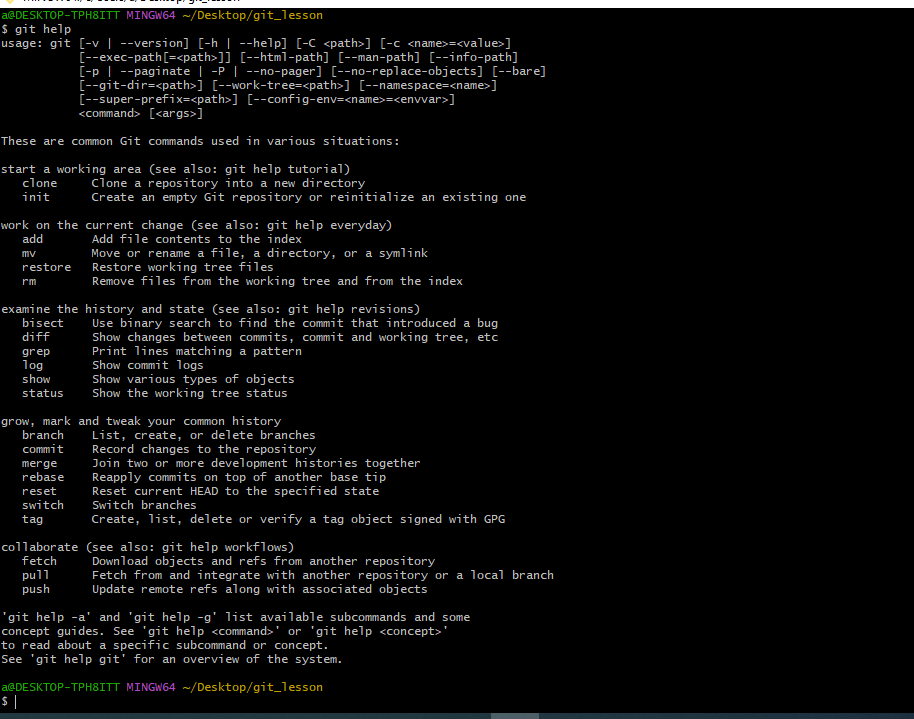 a@DESKTOP-TPH8ITT MINGW64 ~/Desktop/git_lesson
$ git help
usage: git [-v | --version] [-h | --help] [-C <path>] [-c <name>=<value>]
           [--exec-path[=<path>]] [--html-path] [--man-path] [--info-path]
           [-p | --paginate | -P | --no-pager] [--no-replace-objects] [--bare]
           [--git-dir=<path>] [--work-tree=<path>] [--namespace=<name>]
           [--super-prefix=<path>] [--config-env=<name>=<envvar>]
           <command> [<args>]

These are common Git commands used in various situations:

start a working area (see also: git help tutorial)
   clone     Clone a repository into a new directory
   init      Create an empty Git repository or reinitialize an existing one

work on the current change (see also: git help everyday)
   add       Add file contents to the index
   mv        Move or rename a file, a directory, or a symlink
   restore   Restore working tree files
   rm        Remove files from the working tree and from the index

examine the history and state (see also: git help revisions)
   bisect    Use binary search to find the commit that introduced a bug
   diff      Show changes between commits, commit and working tree, etc
   grep      Print lines matching a pattern
   log       Show commit logs
   show      Show various types of objects
   status    Show the working tree status

grow, mark and tweak your common history
   branch    List, create, or delete branches
   commit    Record changes to the repository
   merge     Join two or more development histories together
   rebase    Reapply commits on top of another base tip
   reset     Reset current HEAD to the specified state
   switch    Switch branches
   tag       Create, list, delete or verify a tag object signed with GPG

collaborate (see also: git help workflows)
   fetch     Download objects and refs from another repository
   pull      Fetch from and integrate with another repository or a local branch
   push      Update remote refs along with associated objects

'git help -a' and 'git help -g' list available subcommands and some
concept guides. See 'git help <command>' or 'git help <concept>'
to read about a specific subcommand or concept.
See 'git help git' for an overview of the system.

a@DESKTOP-TPH8ITT MINGW64 ~/Desktop/git_lesson
$